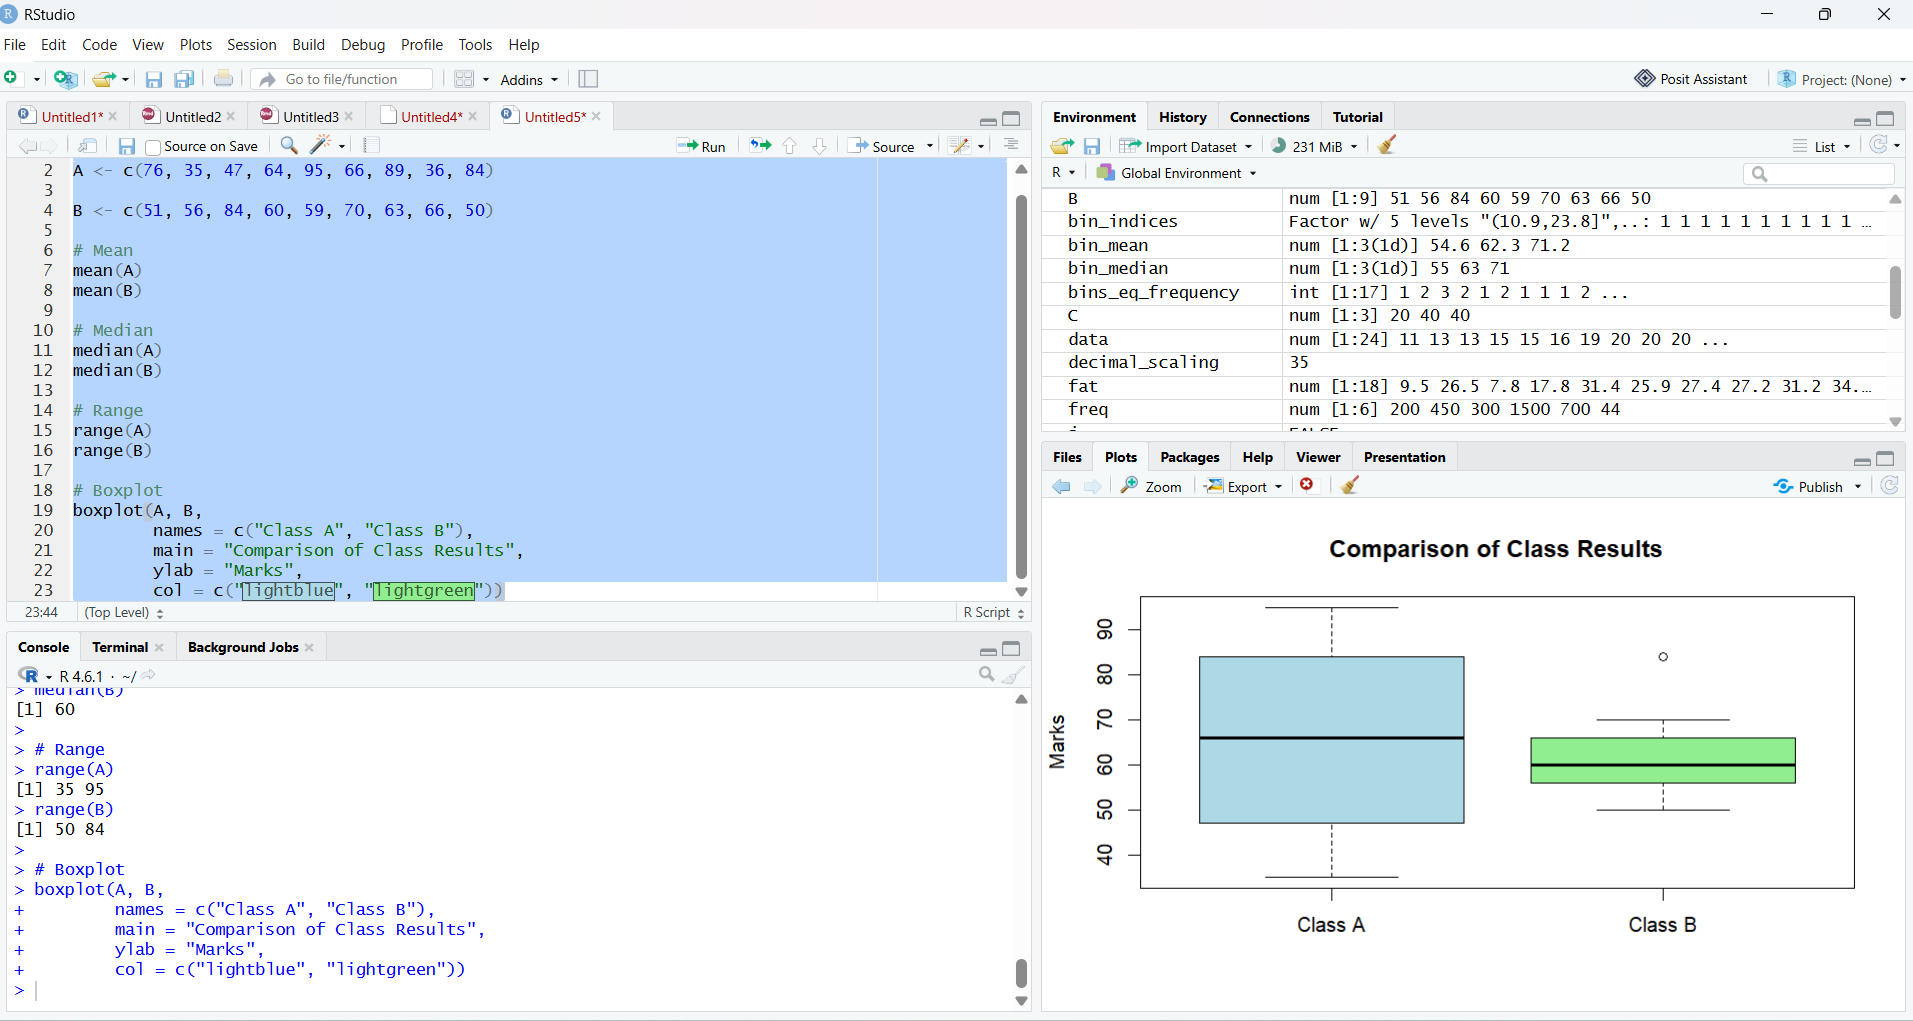 RStudio
File Edit Code View Plots Session Build Debug Profile Tools Help
Go to file/function Addins Posit Assistant Project: (None)
Untitled1* Untitled2 Untitled3 Untitled4* Untitled5*
Source on Save Run Source
2 A <- c(76, 35, 47, 64, 95, 66, 89, 36, 84)
3
4 B <- c(51, 56, 84, 60, 59, 70, 63, 66, 50)
5
6 # Mean
7 mean(A)
8 mean(B)
9
10 # Median
11 median(A)
12 median(B)
13
14 # Range
15 range(A)
16 range(B)
17
18 # Boxplot
19 boxplot(A, B,
20 names = c("Class A", "Class B"),
21 main = "Comparison of Class Results",
22 ylab = "Marks",
23 col = c("lightblue", "lightgreen"))
23:44 (Top Level) R Script
Console Terminal Background Jobs
R 4.6.1 · ~/
> median(B)
[1] 60
>
> # Range
> range(A)
[1] 35 95
> range(B)
[1] 50 84
>
> # Boxplot
> boxplot(A, B,
+ names = c("Class A", "Class B"),
+ main = "Comparison of Class Results",
+ ylab = "Marks",
+ col = c("lightblue", "lightgreen"))
>
Environment History Connections Tutorial
Import Dataset 231 MiB List
R Global Environment
B num [1:9] 51 56 84 60 59 70 63 66 50
bin_indices Factor w/ 5 levels "(10.9,23.8]",..: 1 1 1 1 1 1 1 1 1 1 ...
bin_mean num [1:3(1d)] 54.6 62.3 71.2
bin_median num [1:3(1d)] 55 63 71
bins_eq_frequency int [1:17] 1 2 3 2 1 2 1 1 1 2 ...
C num [1:3] 20 40 40
data num [1:24] 11 13 13 15 15 16 19 20 20 20 ...
decimal_scaling 35
fat num [1:18] 9.5 26.5 7.8 17.8 31.4 25.9 27.4 27.2 31.2 34.…
freq num [1:6] 200 450 300 1500 700 44
Files Plots Packages Help Viewer Presentation
Zoom Export Publish
Comparison of Class Results
Marks
90
80
70
60
50
40
Class A Class B